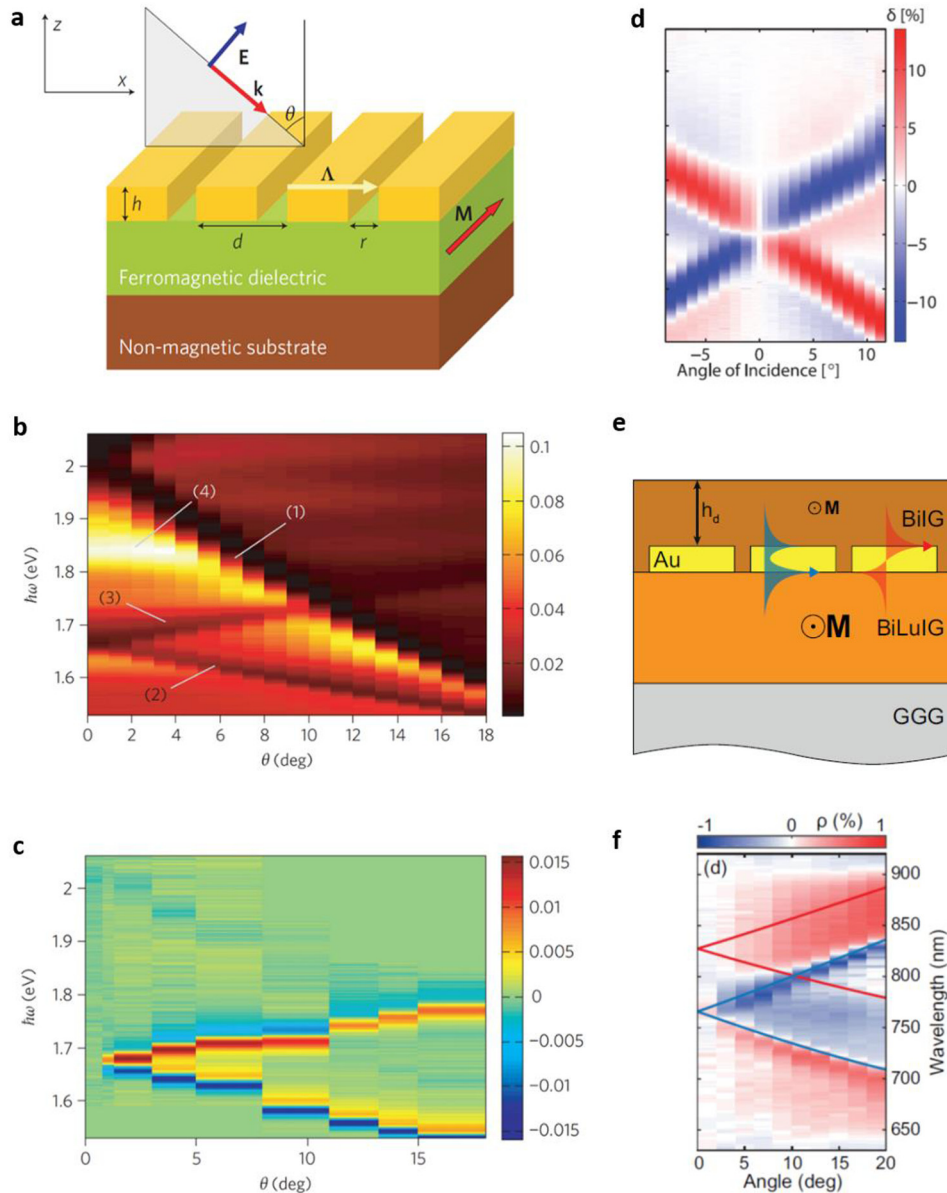 a
z
x
E
k
θ
Λ
h
d
r
M
Ferromagnetic dielectric
Non-magnetic substrate
b
ħω (eV)
2
1.9
1.8
1.7
1.6
(4)
(1)
(3)
(2)
0 2 4 6 8 10 12 14 16 18
θ (deg)
0.1
0.08
0.06
0.04
0.02
c
ħω (eV)
2
1.9
1.8
1.7
1.6
0 5 10 15
θ (deg)
0.015
0.01
0.005
0
−0.005
−0.01
−0.015
d
δ [%]
10
5
0
−5
−10
−5 0 5 10
Angle of Incidence [°]
e
h_d
M
BiIG
Au
M
BiLuIG
GGG
f
-1 0 ρ (%) 1
(d)
900
850
800
750
700
650
Wavelength (nm)
0 5 10 15 20
Angle (deg)